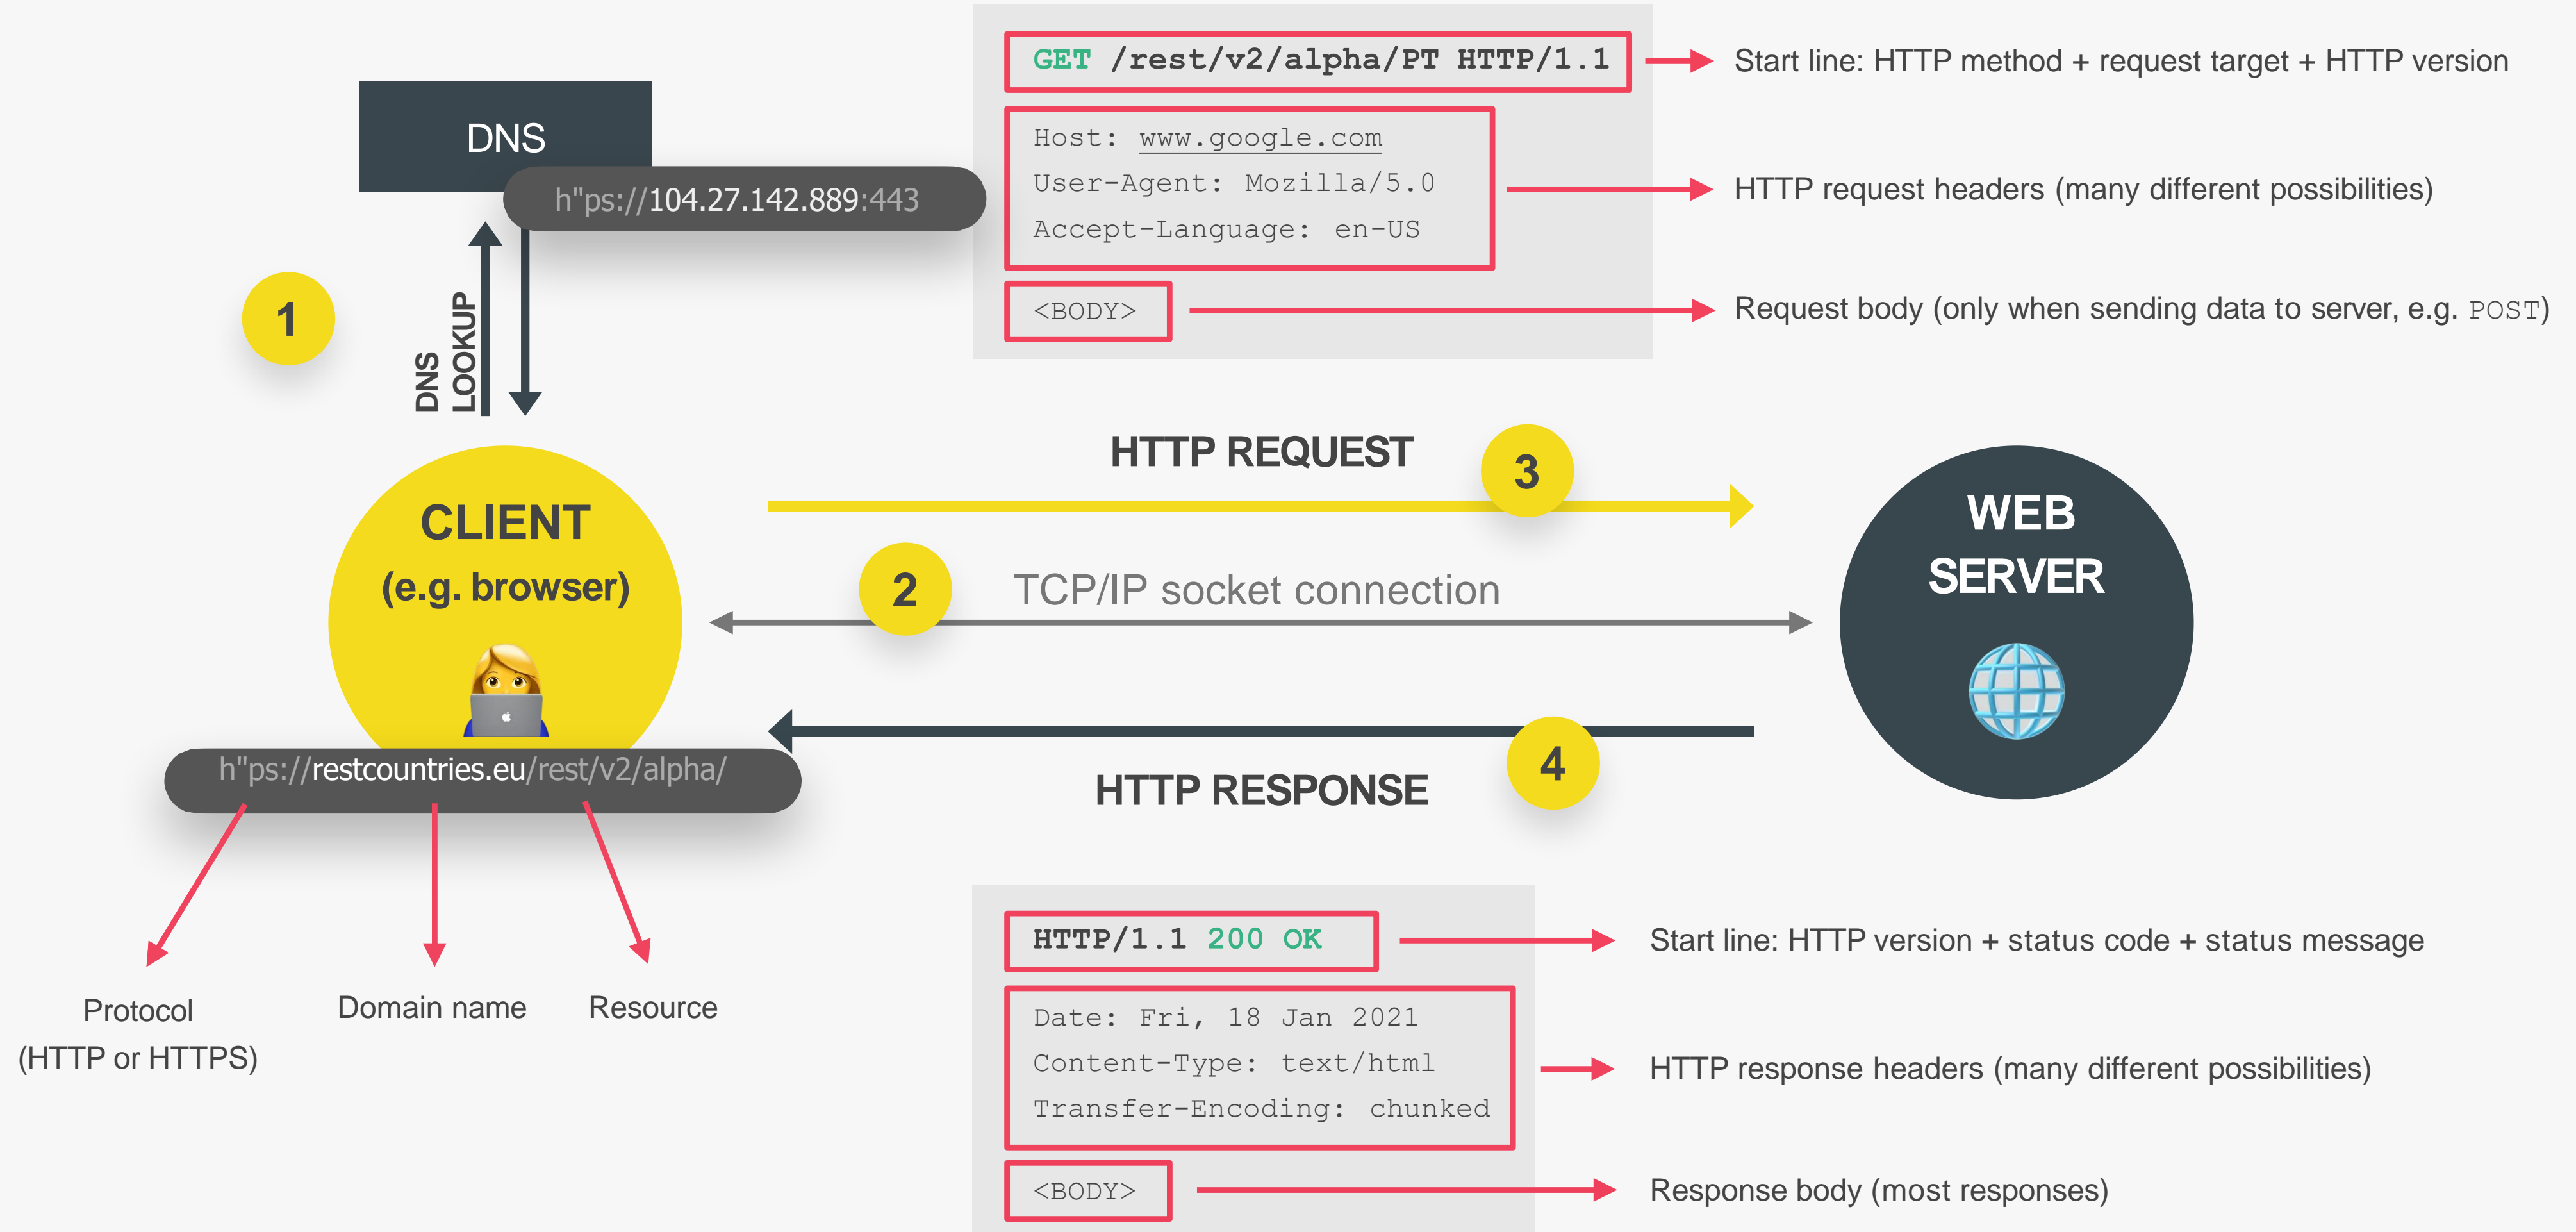 GET /rest/v2/alpha/PT HTTP/1.1
Start line: HTTP method + request target + HTTP version
DNS
h"ps://104.27.142.889:443
Host: www.google.com
User-Agent: Mozilla/5.0
Accept-Language: en-US
HTTP request headers (many different possibilities)
<BODY>
Request body (only when sending data to server, e.g. POST)
1
DNS
LOOKUP
HTTP REQUEST
3
CLIENT
(e.g. browser)
2
TCP/IP socket connection
WEB
SERVER
h"ps://restcountries.eu/rest/v2/alpha/
HTTP RESPONSE
4
Protocol
(HTTP or HTTPS)
Domain name
Resource
HTTP/1.1 200 OK
Start line: HTTP version + status code + status message
Date: Fri, 18 Jan 2021
Content-Type: text/html
Transfer-Encoding: chunked
HTTP response headers (many different possibilities)
<BODY>
Response body (most responses)